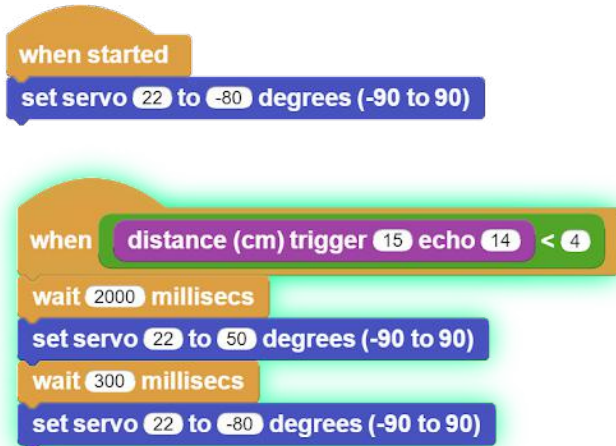 when started
set servo 22 to -80 degrees (-90 to 90)
when distance (cm) trigger 15 echo 14 < 4
wait 2000 millisecs
set servo 22 to 50 degrees (-90 to 90)
wait 300 millisecs
set servo 22 to -80 degrees (-90 to 90)